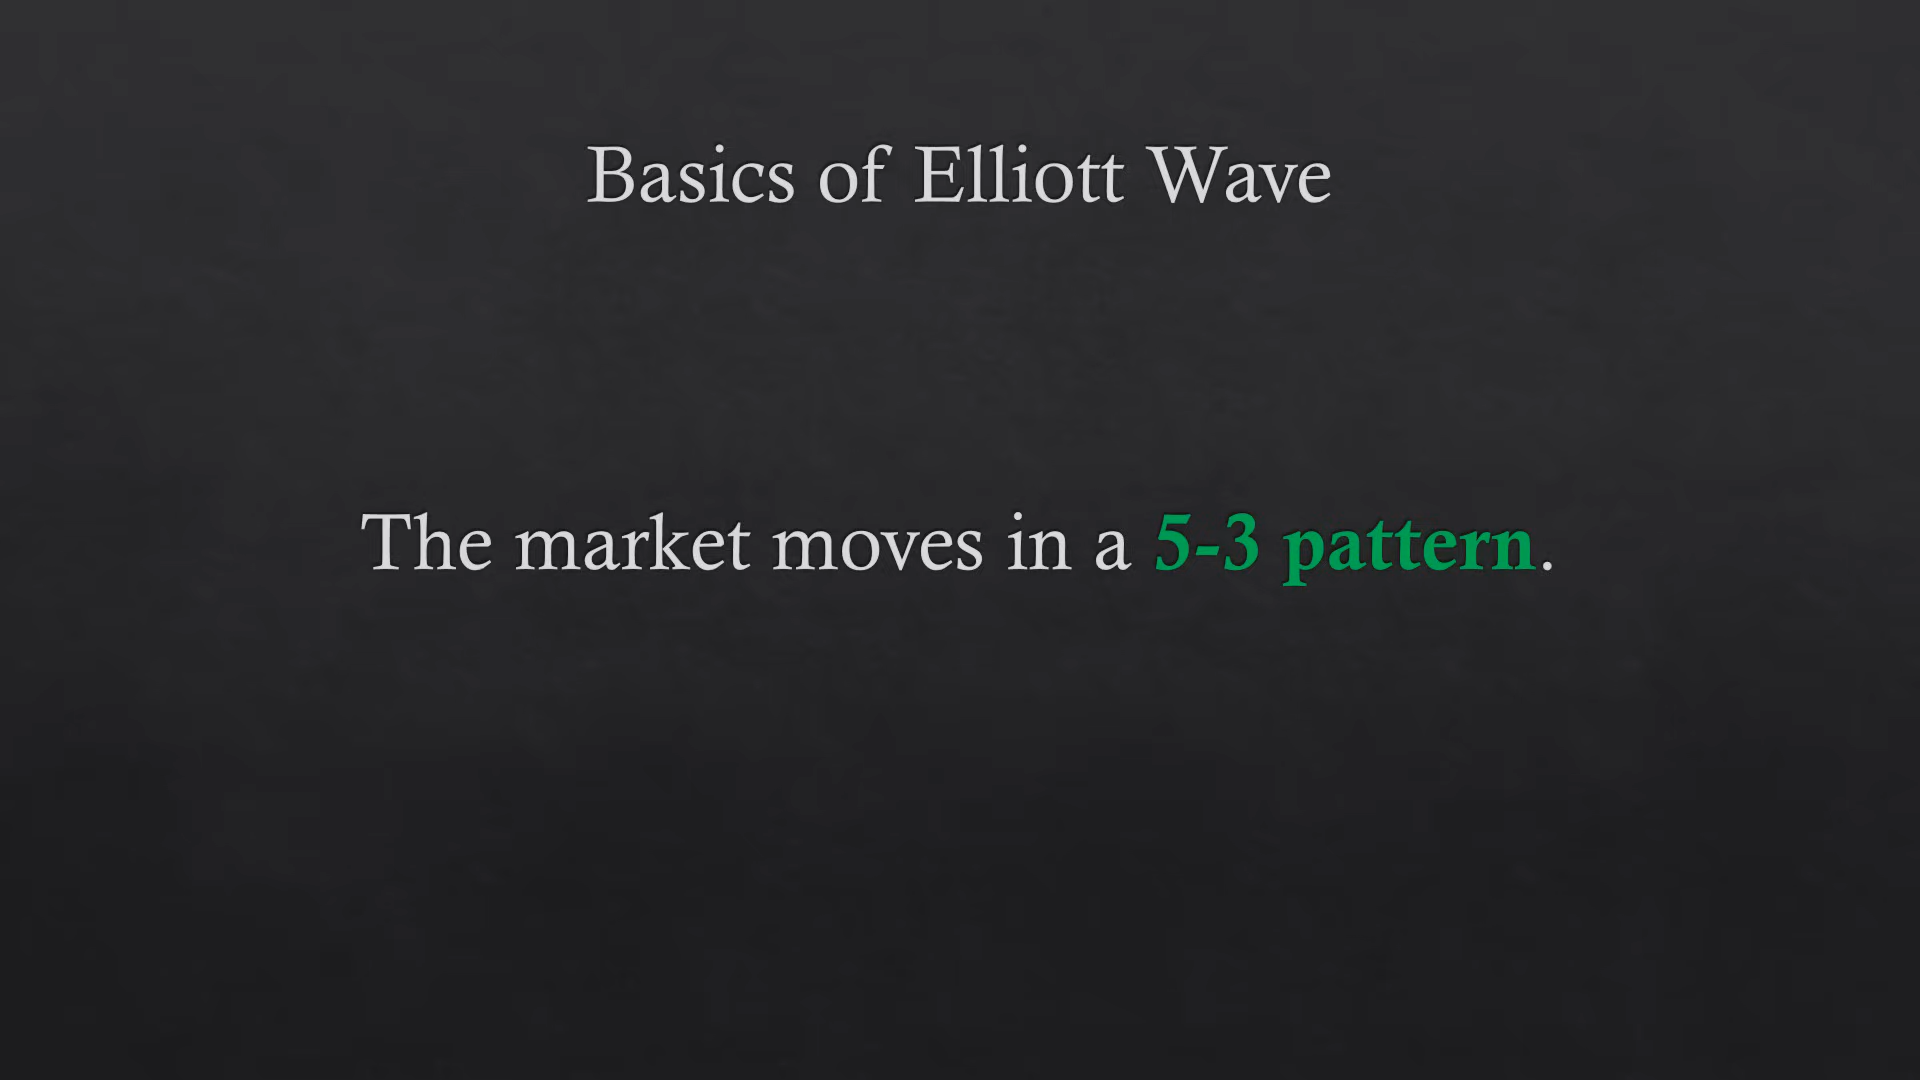 Basics of Elliott Wave
The market moves in a 5-3 pattern.